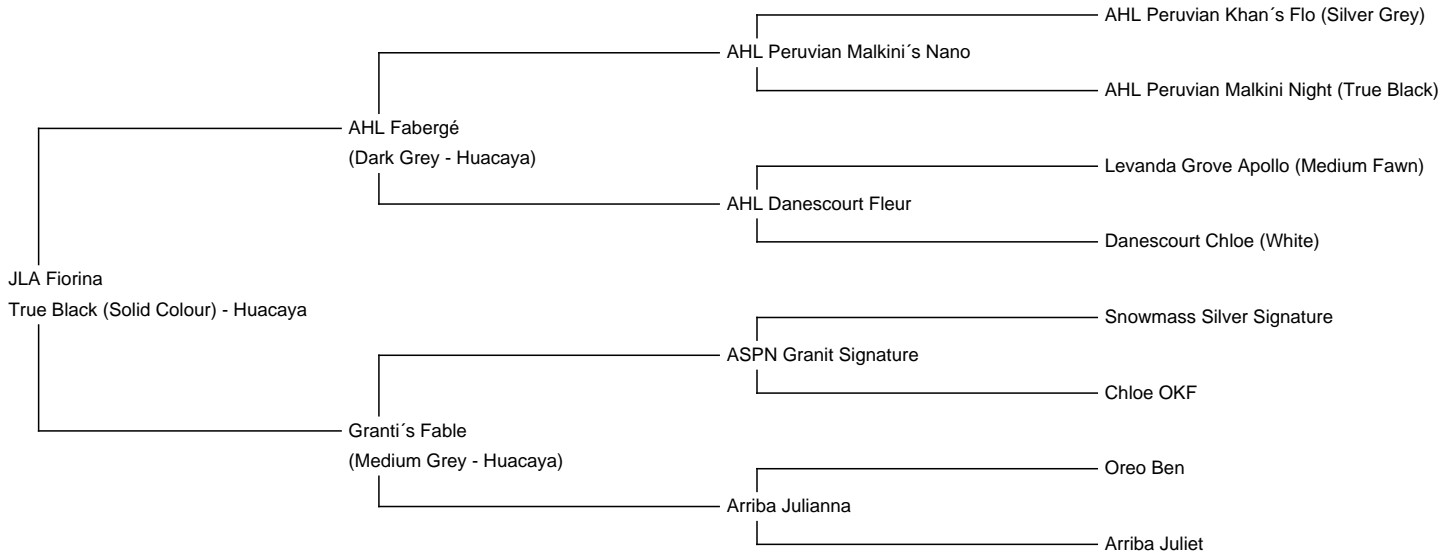 AHL Peruvian Khan´s Flo (Silver Grey)
AHL Peruvian Malkini´s Nano
AHL Peruvian Malkini Night (True Black)
AHL Fabergé
(Dark Grey - Huacaya)
Levanda Grove Apollo (Medium Fawn)
AHL Danescourt Fleur
Danescourt Chloe (White)
JLA Fiorina
True Black (Solid Colour) - Huacaya
Snowmass Silver Signature
ASPN Granit Signature
Chloe OKF
Granti´s Fable
(Medium Grey - Huacaya)
Oreo Ben
Arriba Julianna
Arriba Juliet